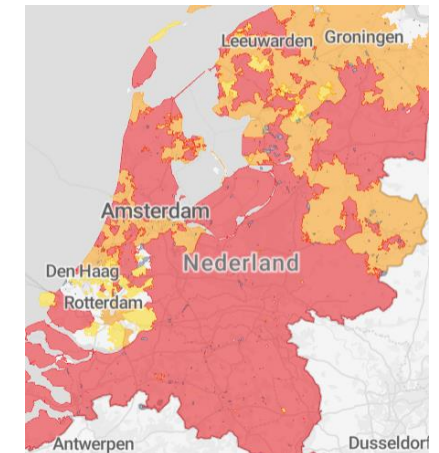 Leeuwarden
Groningen
Amsterdam
Den Haag
Nederland
Rotterdam
Antwerpen
Dusseldorf